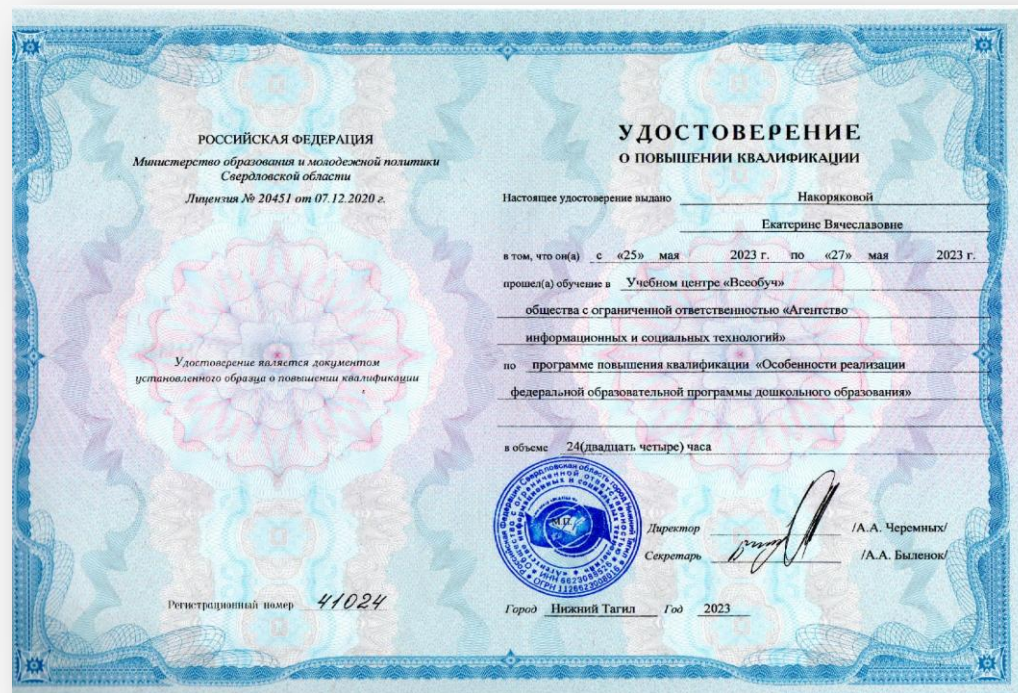 РОССИЙСКАЯ ФЕДЕРАЦИЯ
Министерство образования и молодежной политики
Свердловской области
Лицензия № 20451 от 07.12.2020 г.
Удостоверение является документом
установленного образца о повышении квалификации
Регистрационный номер 41024
УДОСТОВЕРЕНИЕ
О ПОВЫШЕНИИ КВАЛИФИКАЦИИ
Настоящее удостоверение выдано Накоряковой
Екатерине Вячеславовне
в том, что он(а) с «25» мая 2023 г. по «27» мая 2023 г.
прошел(а) обучение в Учебном центре «Всеобуч»
общества с ограниченной ответственностью «Агентство
информационных и социальных технологий»
по программе повышения квалификации «Особенности реализации
федеральной образовательной программы дошкольного образования»
в объеме 24(двадцать четыре) часа
М.П.
Директор /А.А. Черемных/
Секретарь /А.А. Быленок/
Город Нижний Тагил Год 2023